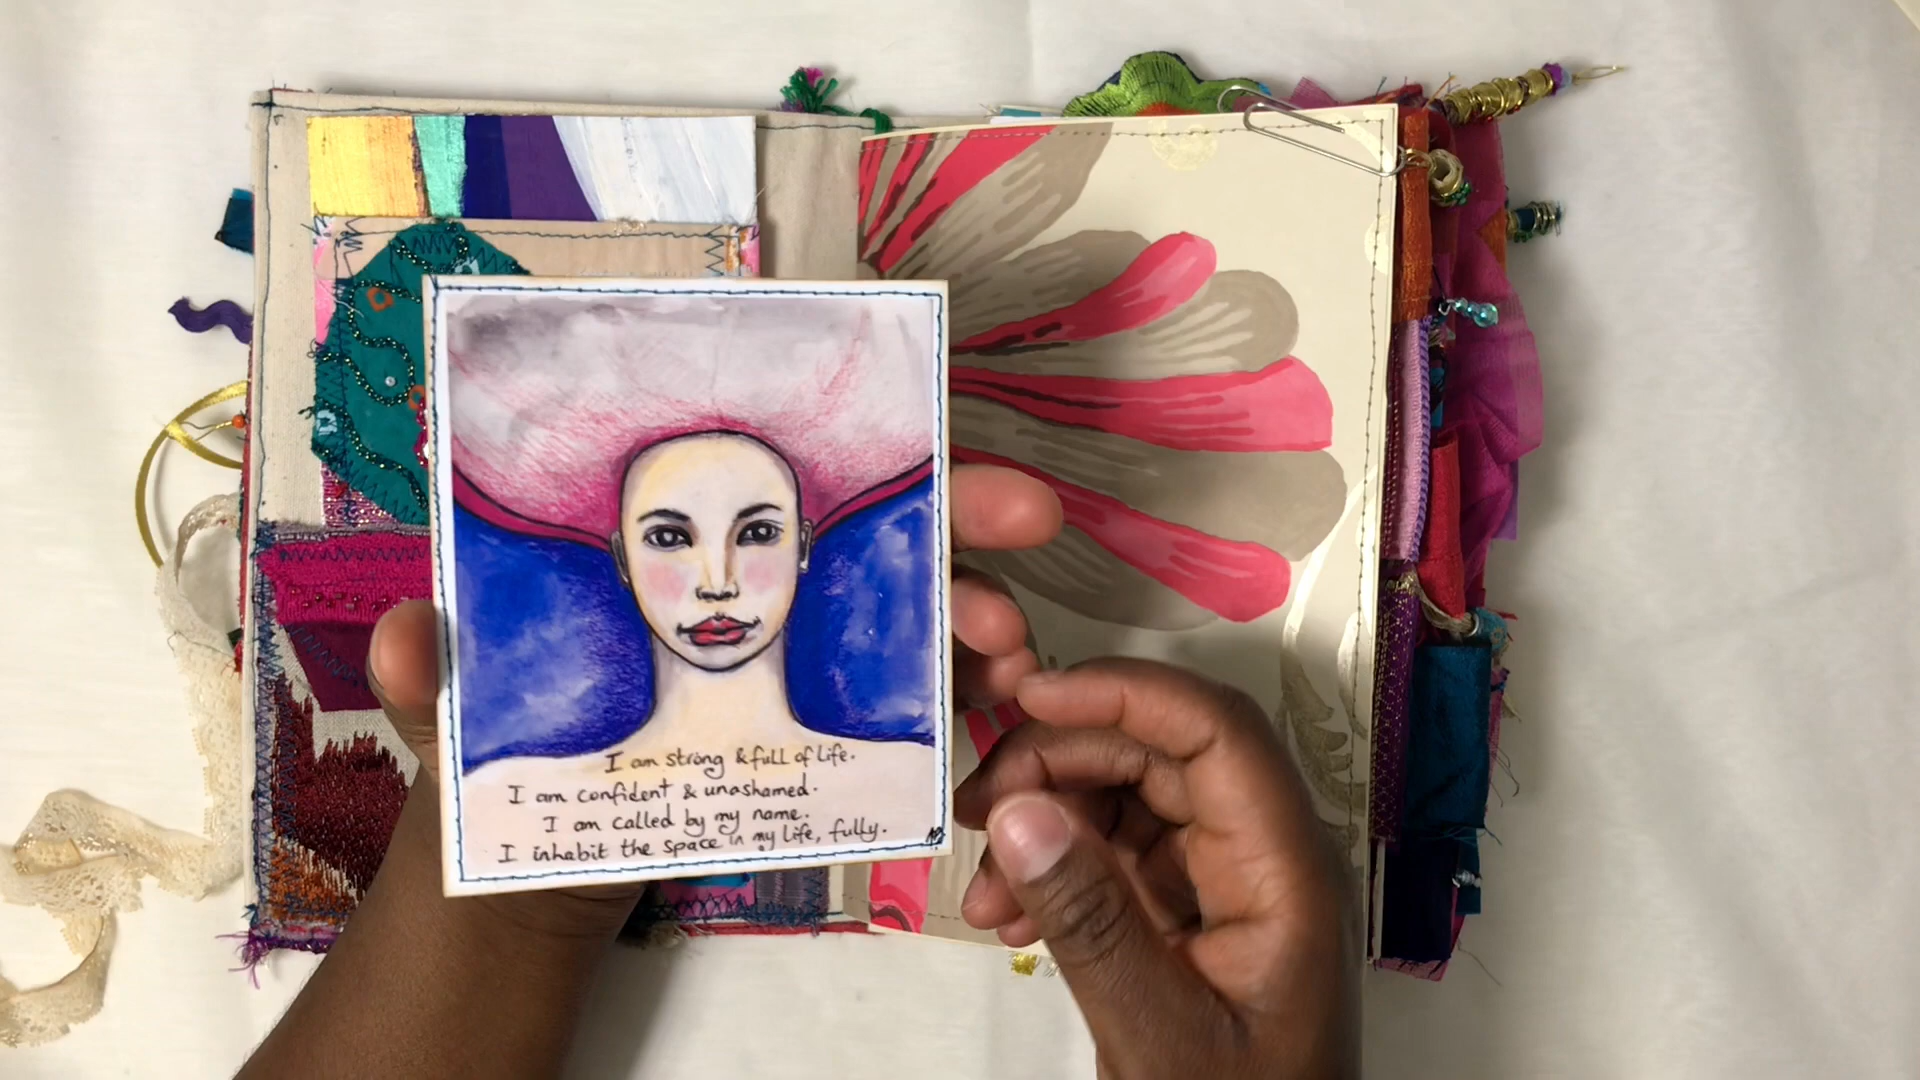 I am strong & full of life.
I am confident & unashamed.
I am called by my name.
I inhabit the space in my life, fully.